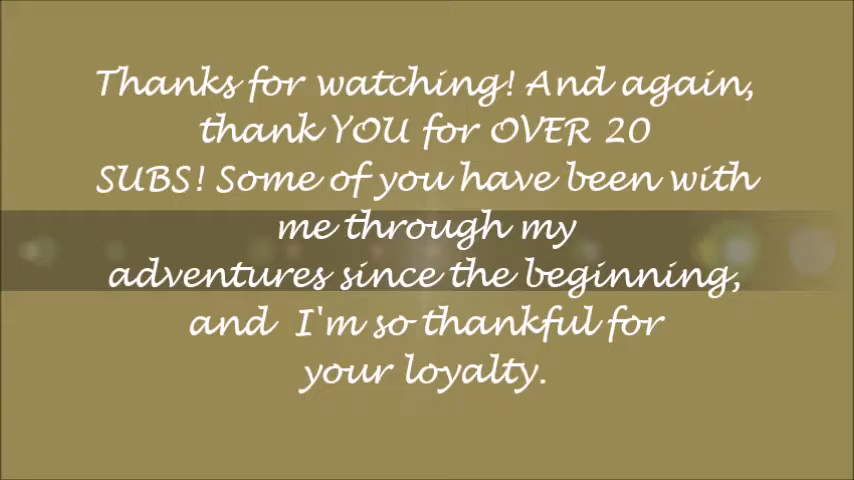 Thanks for watching! And again,
thank YOU for OVER 20
SUBS! Some of you have been with
me through my
adventures since the beginning,
and  I'm so thankful for
your loyalty.